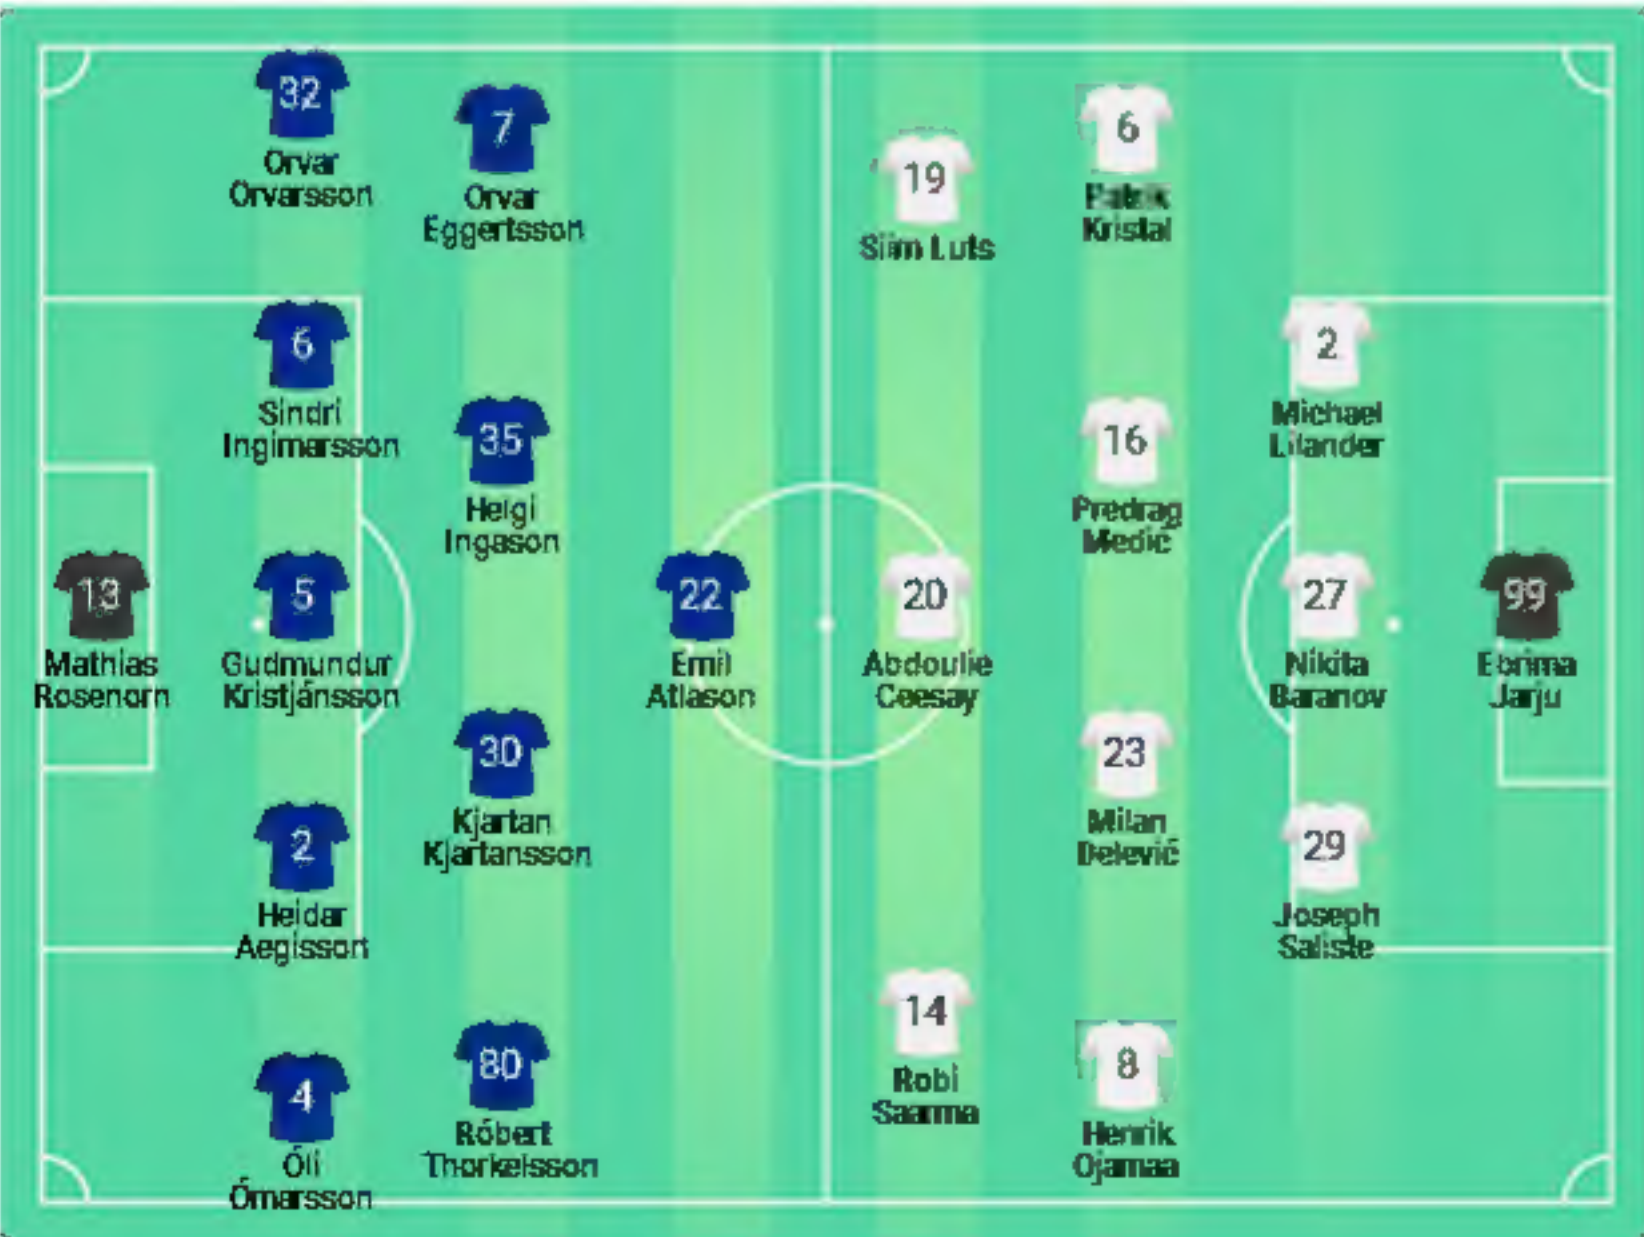 32
Orvar
Orvarsson
7
Orvar
Eggertsson
6
Sindri
Ingimarsson
35
Helgi
Ingason
13
Mathias
Rosenorn
5
Gudmundur
Kristjánsson
22
Emil
Atlason
30
Kjartan
Kjartansson
2
Heidar
Aegisson
80
Róbert
Thorkelsson
4
Óli
Ómarsson
19
Siim Luts
6
Patrik
Kristal
2
Michael
Lilander
16
Predrag
Medic
20
Abdoulie
Ceesay
27
Nikita
Baranov
99
Ebrima
Jarju
23
Milan
Delević
29
Joseph
Saliste
14
Robi
Saarma
8
Henrik
Ojamaa